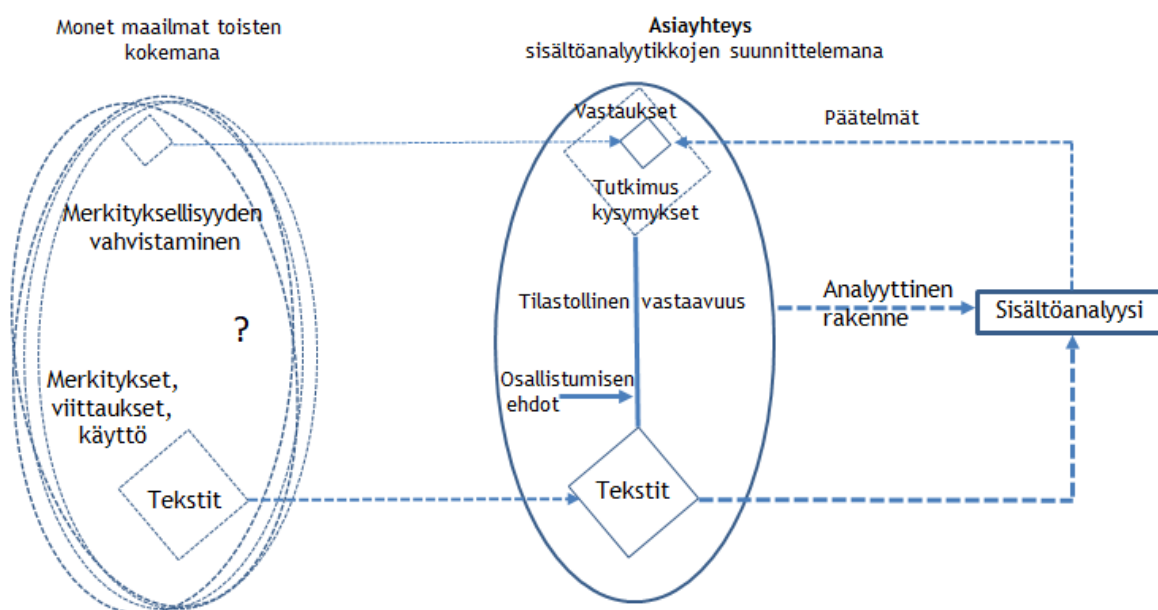 Monet maailmat toisten
kokemana
Asiayhteys
sisältöanalyytikkojen suunnittelemana
Vastaukset
Päätelmät
Tutkimus
kysymykset
Merkityksellisyyden
vahvistaminen
Tilastollinen vastaavuus
Analyyttinen
rakenne
Sisältöanalyysi
?
Osallistumisen
ehdot
Merkitykset,
viittaukset,
käyttö
Tekstit
Tekstit